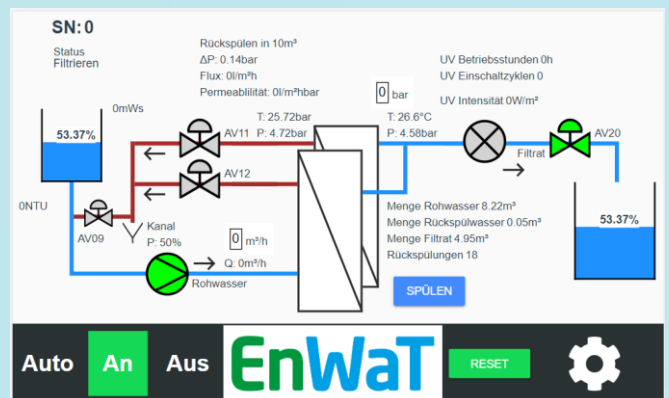 SN: 0
Status
Filtrieren
Rückspülen in 10m³
ΔP: 0.14bar
Flux: 0l/m²h
Permeablilität: 0l/m²hbar
UV Betriebsstunden 0h
UV Einschaltzyklen 0
UV Intensität 0W/m²
0 bar
0mWs
53.37%
AV11
T: 25.72bar
P: 4.72bar
T: 26.6°C
P: 4.58bar
AV20
Filtrat
AV12
0NTU
AV09
Kanal
P: 50%
0 m³/h
Q: 0m³/h
Rohwasser
Menge Rohwasser 8.22m³
Menge Rückspülwasser 0.05m³
Menge Filtrat 4.95m³
Rückspülungen 18
53.37%
SPÜLEN
Auto An Aus EnWaT RESET